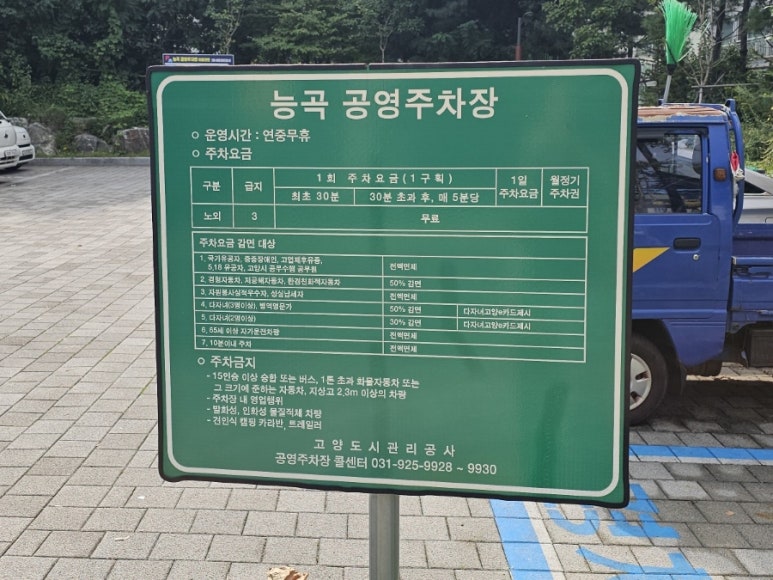 능곡 공영주차장
○ 운영시간 : 연중무휴
○ 주차요금
구분 급지 1회 주차요금(1구획) 1일 주차요금 월정기 주차권
최초 30분 30분 초과 후, 매 5분당
노외 3 무료
주차요금 감면 대상
1. 국가유공자, 중증장애인, 고엽제후유증, 5.18 유공자, 고양시 공무수행 공무원 전액면제
2. 경형자동차, 저공해자동차, 환경친화적자동차 50% 감면
3. 자원봉사실적우수자, 성실납세자 전액면제
4. 다자녀(3명이상), 병역명문가 50% 감면 다자녀고양e카드제시
5. 다자녀(2명이상) 30% 감면 다자녀고양e카드제시
6. 65세 이상 자가운전차량 전액면제
7. 10분이내 주차 전액면제
○ 주차금지
- 15인승 이상 승합 또는 버스, 1톤 초과 화물자동차 또는
그 크기에 준하는 자동차, 지상고 2.3m 이상의 차량
- 주차장 내 영업행위
- 발화성, 인화성 물질적재 차량
- 견인식 캠핑 카라반, 트레일러
고양도시관리공사
공영주차장 콜센터 031-925-9928 ~ 9930